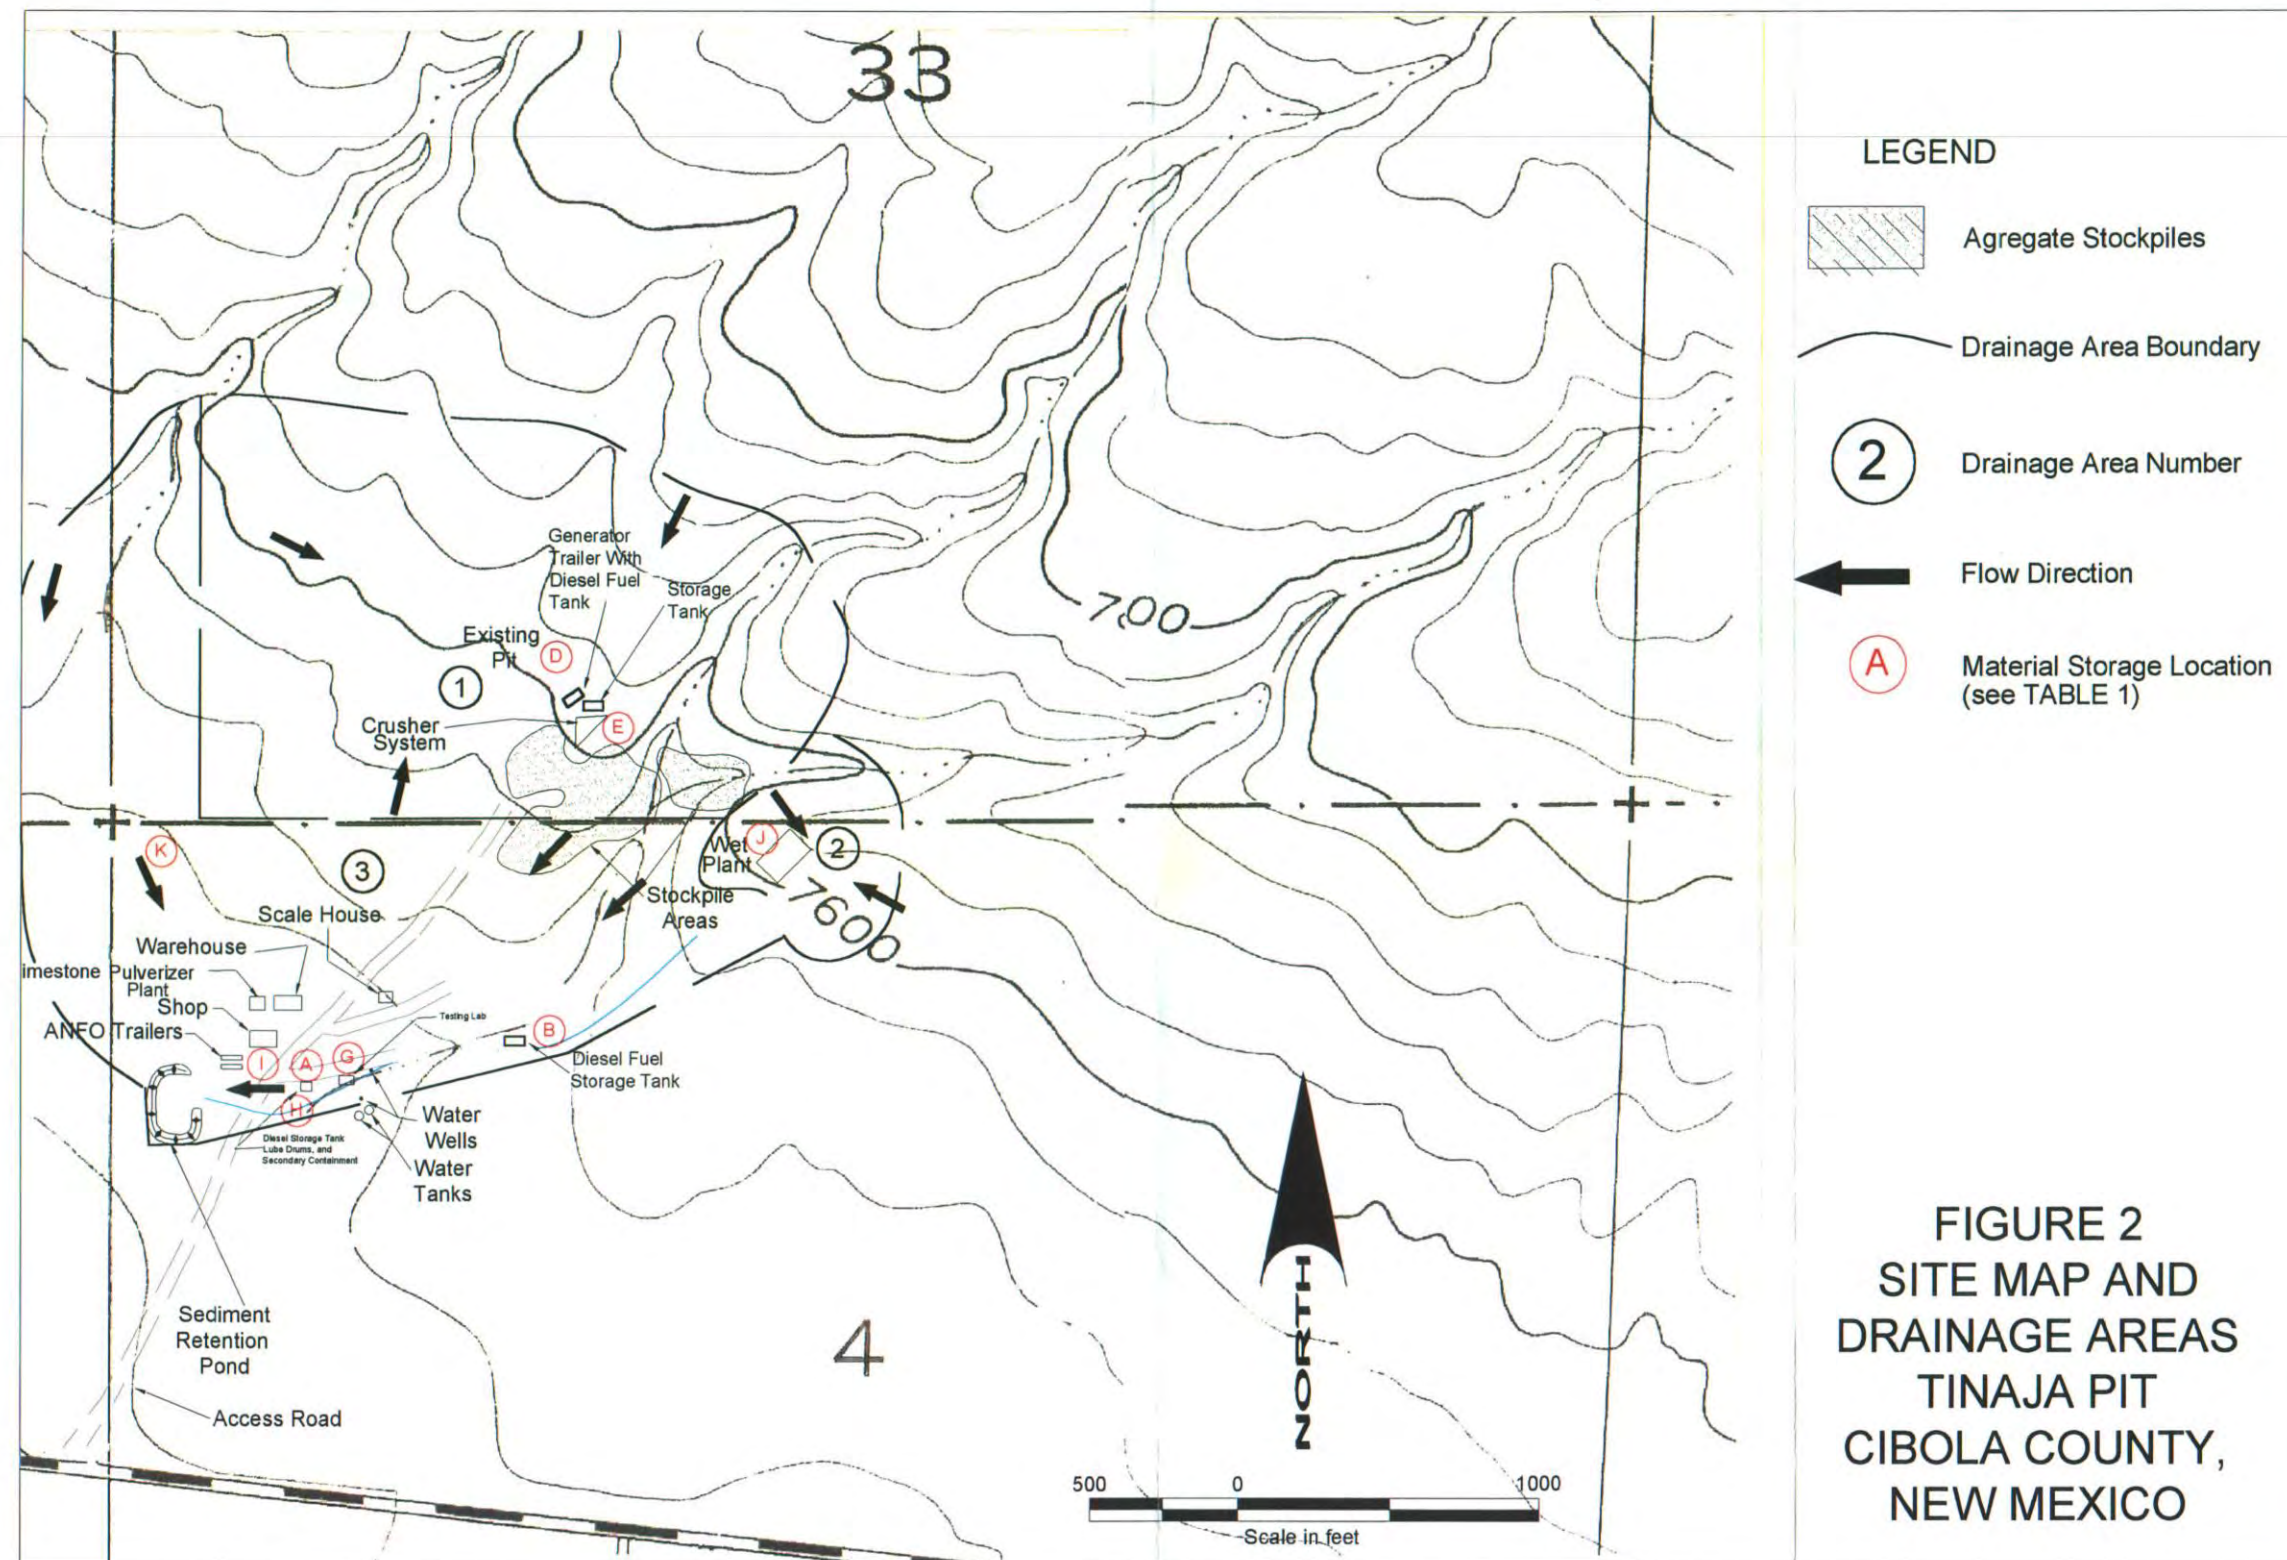 33
LEGEND
Agregate Stockpiles
Drainage Area Boundary
2
Drainage Area Number
Flow Direction
A
Material Storage Location
(see TABLE 1)
Generator
Trailer With
Diesel Fuel
Tank
Storage
Tank
Existing
Pit
D
1
Crusher
System
E
K
3
J
Wet
Plant
2
7600
Stockpile
Areas
Scale House
Warehouse
imestone Pulverizer
Plant
Shop
ANFO Trailers
Testing Lab
B
Diesel Fuel
Storage Tank
I
A
G
H
Water
Wells
Water
Tanks
Diesel Storage Tank
Lube Drums, and
Secondary Containment
Sediment
Retention
Pond
Access Road
4
NORTH
500 0 1000
Scale in feet
FIGURE 2
SITE MAP AND
DRAINAGE AREAS
TINAJA PIT
CIBOLA COUNTY,
NEW MEXICO